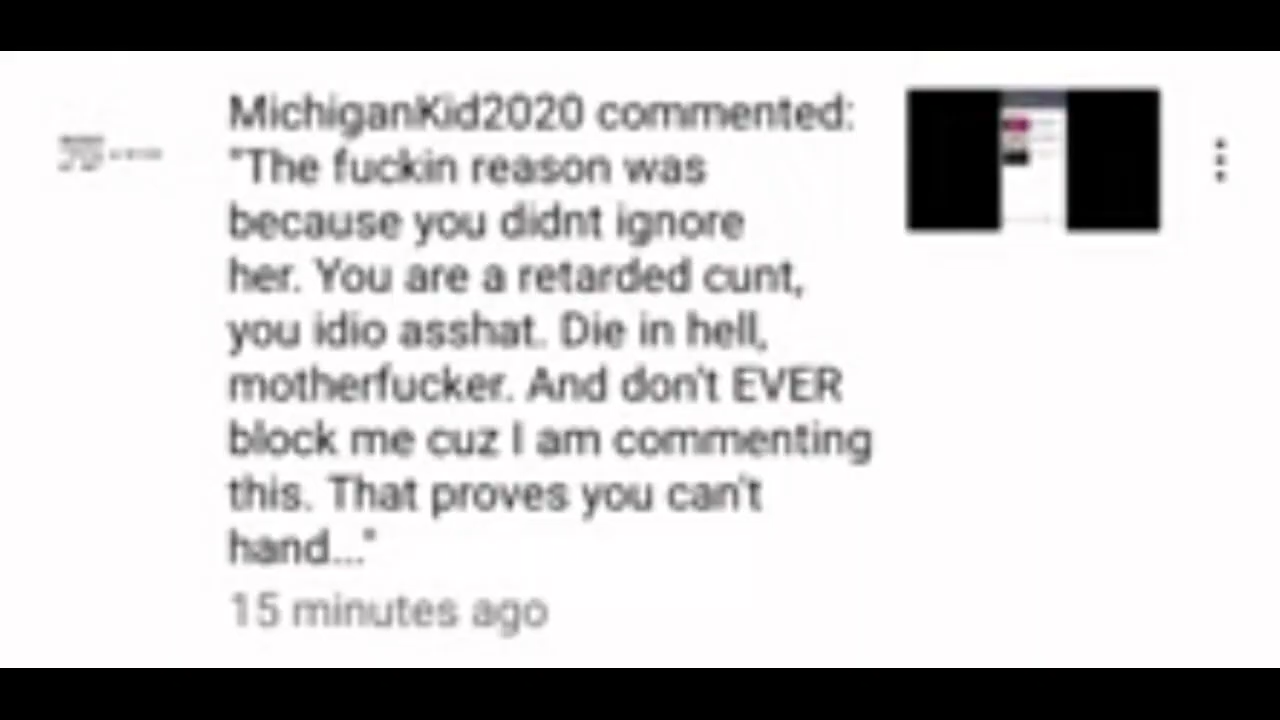 MichiganKid2020 commented:
"The fuckin reason was
because you didnt ignore
her. You are a retarded cunt,
you idio asshat. Die in hell,
motherfucker. And don't EVER
block me cuz I am commenting
this. That proves you can't
hand..."
15 minutes ago